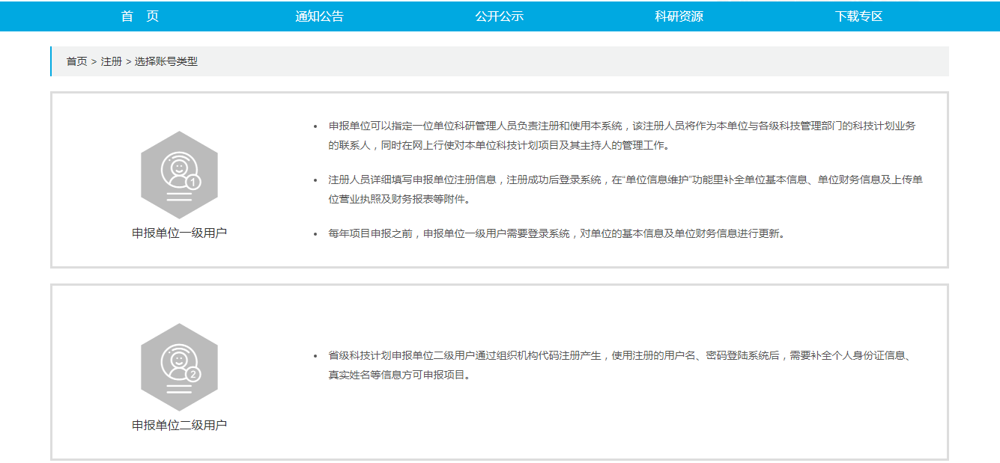 首 页
通知公告
公开公示
科研资源
下载专区
首页 > 注册 > 选择账号类型
申报单位可以指定一位单位科研管理人员负责注册和使用本系统，该注册人员将作为本单位与各级科技管理部门的科技计划业务
的联系人，同时在网上行使对本单位科技计划项目及其主持人的管理工作。
注册人员详细填写申报单位注册信息，注册成功后登录系统，在“单位信息维护”功能里补全单位基本信息、单位财务信息及上传单
位营业执照及财务报表等附件。
每年项目申报之前，申报单位一级用户需要登录系统，对单位的基本信息及单位财务信息进行更新。
1
申报单位一级用户
省级科技计划申报单位二级用户通过组织机构代码注册产生，使用注册的用户名、密码登陆系统后，需要补全个人身份证信息、
真实姓名等信息方可申报项目。
2
申报单位二级用户